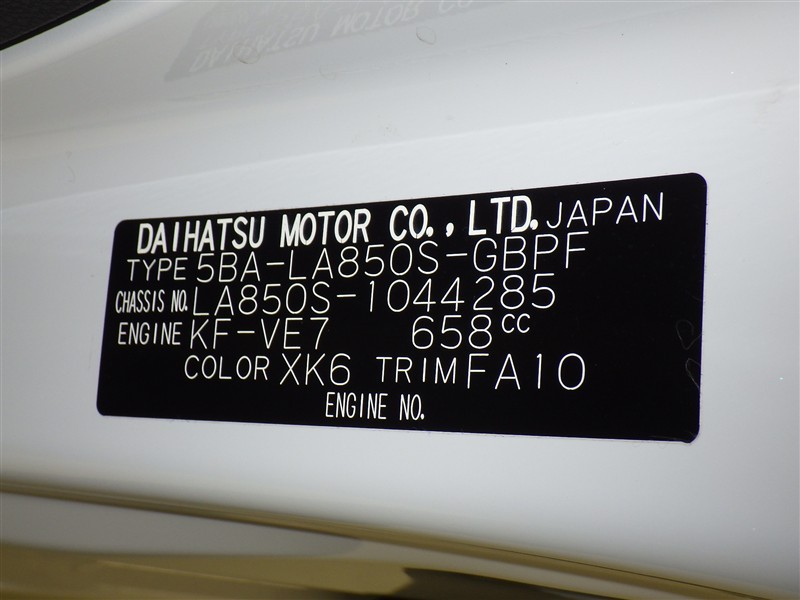 DAIHATSU MOTOR CO., LTD. JAPAN
TYPE 5BA-LA850S-GBPF
CHASSIS NO. LA850S-1044285
ENGINE KF-VE7 658cc
COLOR XK6 TRIM FA10
ENGINE NO.